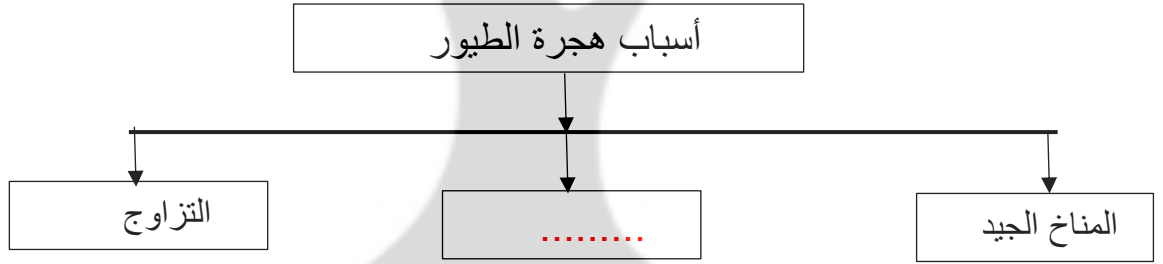 أسباب هجرة الطيور
المناخ الجيد
.........
التزاوج